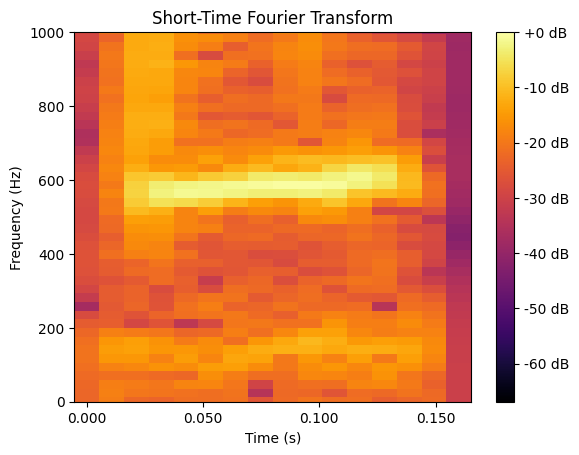 Short-Time Fourier Transform
1000
800
600
400
200
0
Frequency (Hz)
0.000
0.050
0.100
0.150
Time (s)
+0 dB
-10 dB
-20 dB
-30 dB
-40 dB
-50 dB
-60 dB